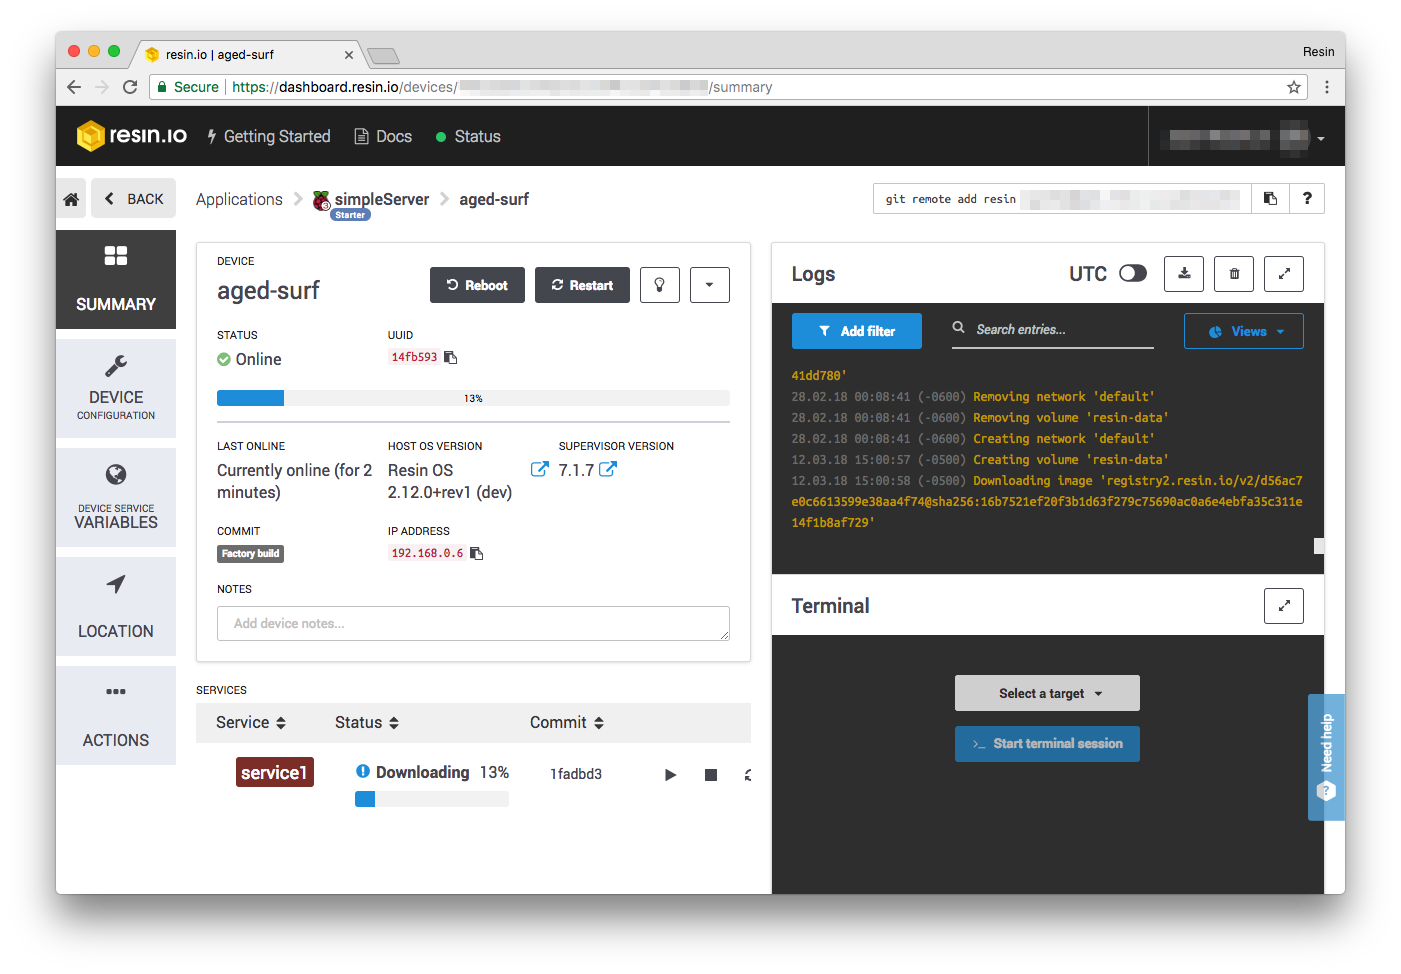 resin.io | aged-surf
Resin
Secure
https://dashboard.resin.io/devices/
/summary
resin.io
Getting Started
Docs
Status
BACK
Applications
simpleServer
Starter
aged-surf
git remote add resin
?
SUMMARY
DEVICE
CONFIGURATION
DEVICE SERVICE
VARIABLES
LOCATION
ACTIONS
DEVICE
aged-surf
Reboot
Restart
STATUS
Online
UUID
14fb593
13%
LAST ONLINE
Currently online (for 2
minutes)
HOST OS VERSION
Resin OS
2.12.0+rev1 (dev)
SUPERVISOR VERSION
7.1.7
COMMIT
Factory build
IP ADDRESS
192.168.0.6
NOTES
Add device notes...
SERVICES
Service
Status
Commit
service1
Downloading 13%
1fadbd3
Logs
UTC
Add filter
Search entries...
Views
41dd780'
28.02.18 00:08:41 (-0600) Removing network 'default'
28.02.18 00:08:41 (-0600) Removing volume 'resin-data'
28.02.18 00:08:41 (-0600) Creating network 'default'
12.03.18 15:00:57 (-0500) Creating volume 'resin-data'
12.03.18 15:00:58 (-0500) Downloading image 'registry2.resin.io/v2/d56ac7
e0c6613599e38aa4f74@sha256:16b7521ef20f3b1d63f279c75690ac0a6e4ebfa35c311e
14f1b8af729'
Terminal
Select a target
>_ Start terminal session
Need help
?